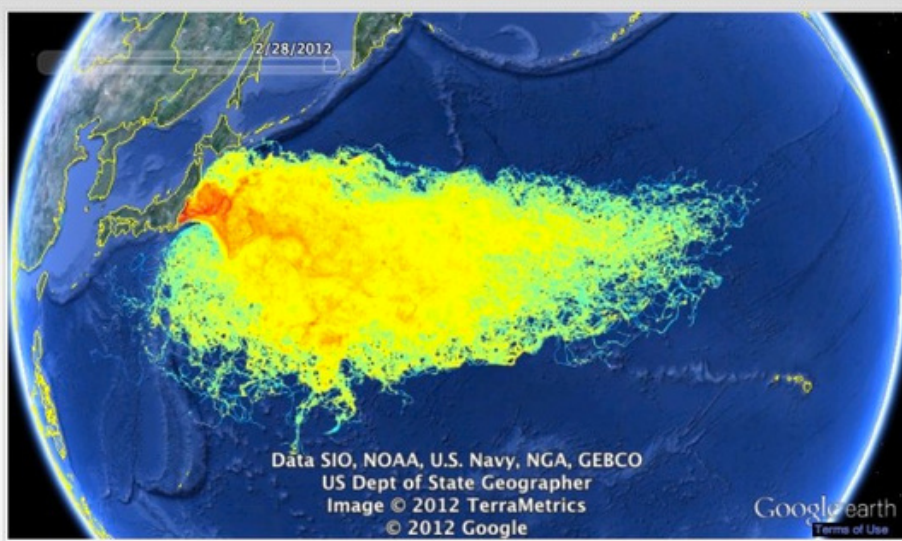 2/28/2012
Data SIO, NOAA, U.S. Navy, NGA, GEBCO
US Dept of State Geographer
Image © 2012 TerraMetrics
© 2012 Google
Google earth
Terms of Use